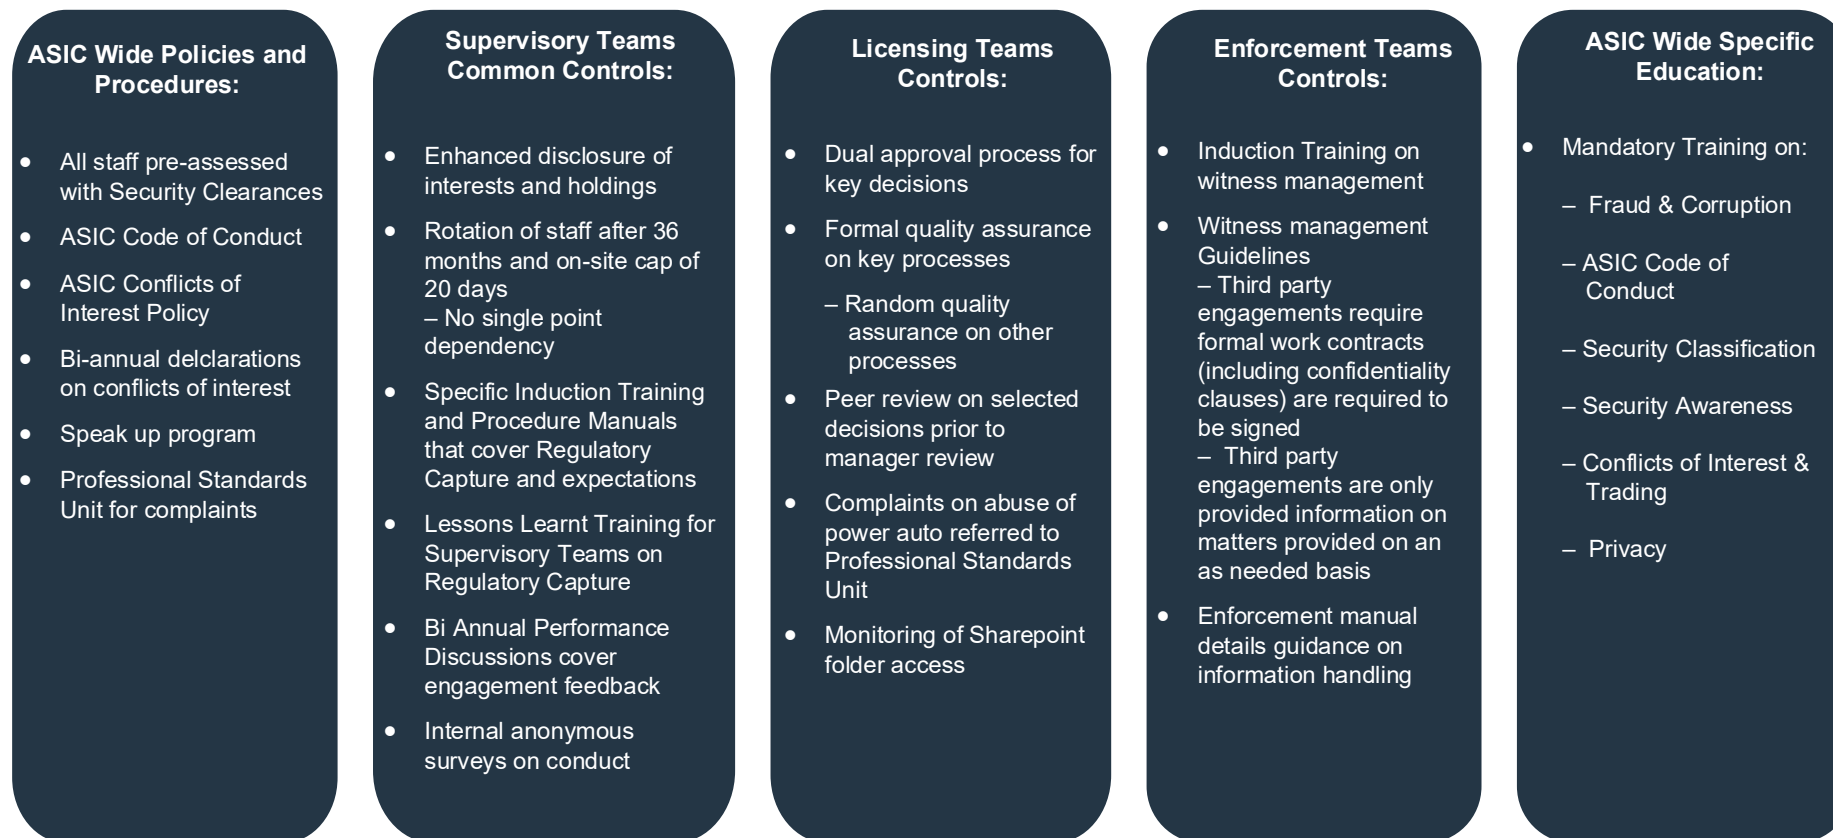 ASIC Wide Policies and
Procedures:
● All staff pre-assessed
with Security Clearances
● ASIC Code of Conduct
● ASIC Conflicts of
Interest Policy
● Bi-annual delclarations
on conflicts of interest
● Speak up program
● Professional Standards
Unit for complaints
Supervisory Teams
Common Controls:
● Enhanced disclosure of
interests and holdings
● Rotation of staff after 36
months and on-site cap of
20 days
– No single point
dependency
● Specific Induction Training
and Procedure Manuals
that cover Regulatory
Capture and expectations
● Lessons Learnt Training for
Supervisory Teams on
Regulatory Capture
● Bi Annual Performance
Discussions cover
engagement feedback
● Internal anonymous
surveys on conduct
Licensing Teams
Controls:
● Dual approval process for
key decisions
● Formal quality assurance
on key processes
– Random quality
assurance on other
processes
● Peer review on selected
decisions prior to
manager review
● Complaints on abuse of
power auto referred to
Professional Standards
Unit
● Monitoring of Sharepoint
folder access
Enforcement Teams
Controls:
● Induction Training on
witness management
● Witness management
Guidelines
– Third party
engagements require
formal work contracts
(including confidentiality
clauses) are required to
be signed
– Third party
engagements are only
provided information on
matters provided on an
as needed basis
● Enforcement manual
details guidance on
information handling
ASIC Wide Specific
Education:
● Mandatory Training on:
– Fraud & Corruption
– ASIC Code of
Conduct
– Security Classification
– Security Awareness
– Conflicts of Interest &
Trading
– Privacy